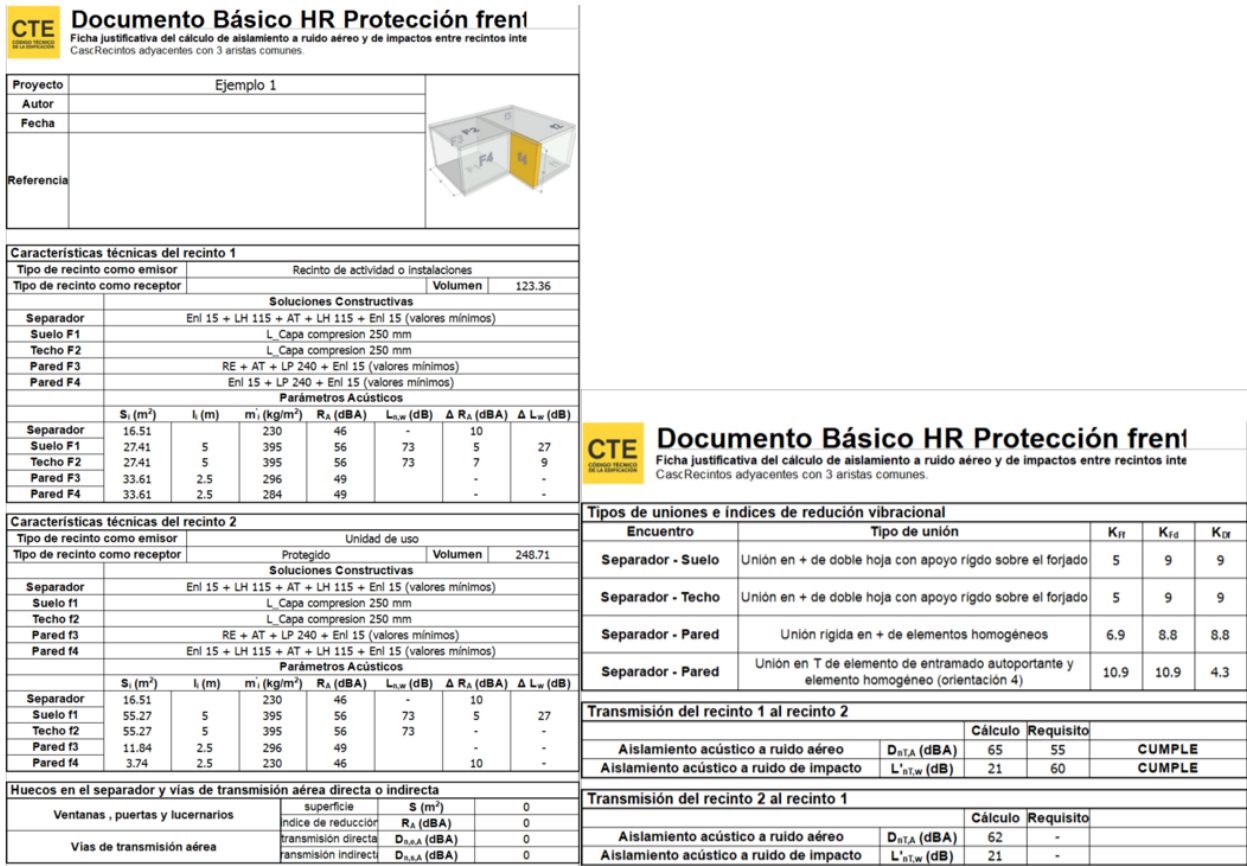 CTE
CÓDIGO TÉCNICO
DE LA EDIFICACIÓN
Documento Básico HR Protección frent
Ficha justificativa del cálculo de aislamiento a ruido aéreo y de impactos entre recintos inte
CascRecintos adyacentes con 3 aristas comunes.
Proyecto Ejemplo 1
Autor
Fecha
Referencia
F3 F2 f2
F4 f4
Características técnicas del recinto 1
Tipo de recinto como emisor Recinto de actividad o instalaciones
Tipo de recinto como receptor Volumen 123.36
Soluciones Constructivas
Separador Enl 15 + LH 115 + AT + LH 115 + Enl 15 (valores mínimos)
Suelo F1 L_Capa compresion 250 mm
Techo F2 L_Capa compresion 250 mm
Pared F3 RE + AT + LP 240 + Enl 15 (valores mínimos)
Pared F4 Enl 15 + LP 240 + Enl 15 (valores mínimos)
Parámetros Acústicos
Si (m²) li (m) m'i (kg/m²) RA (dBA) Ln,w (dB) Δ RA (dBA) Δ Lw (dB)
Separador 16.51 230 46 - 10
Suelo F1 27.41 5 395 56 73 5 27
Techo F2 27.41 5 395 56 73 7 9
Pared F3 33.61 2.5 296 49 - -
Pared F4 33.61 2.5 284 49 - -
Características técnicas del recinto 2
Tipo de recinto como emisor Unidad de uso
Tipo de recinto como receptor Protegido Volumen 248.71
Soluciones Constructivas
Separador Enl 15 + LH 115 + AT + LH 115 + Enl 15 (valores mínimos)
Suelo f1 L_Capa compresion 250 mm
Techo f2 L_Capa compresion 250 mm
Pared f3 RE + AT + LP 240 + Enl 15 (valores mínimos)
Pared f4 Enl 15 + LH 115 + AT + LH 115 + Enl 15 (valores mínimos)
Parámetros Acústicos
Si (m²) li (m) m'i (kg/m²) RA (dBA) Ln,w (dB) Δ RA (dBA) Δ Lw (dB)
Separador 16.51 230 46 - 10
Suelo f1 55.27 5 395 56 73 5 27
Techo f2 55.27 5 395 56 73 - -
Pared f3 11.84 2.5 296 49 - -
Pared f4 3.74 2.5 230 46 10 -
Huecos en el separador y vías de transmisión aérea directa o indirecta
Ventanas , puertas y lucernarios superficie S (m²) 0
índice de reducción RA (dBA) 0
Vías de transmisión aérea transmisión directa Dn,e,A (dBA) 0
ransmisión indirecta Dn,s,A (dBA) 0
CTE
CÓDIGO TÉCNICO
DE LA EDIFICACIÓN
Documento Básico HR Protección frent
Ficha justificativa del cálculo de aislamiento a ruido aéreo y de impactos entre recintos inte
CascRecintos adyacentes con 3 aristas comunes.
Tipos de uniones e índices de redución vibracional
Encuentro Tipo de unión KFf KFd KDf
Separador - Suelo Unión en + de doble hoja con apoyo rígdo sobre el forjado 5 9 9
Separador - Techo Unión en + de doble hoja con apoyo rígdo sobre el forjado 5 9 9
Separador - Pared Unión rígida en + de elementos homogéneos 6.9 8.8 8.8
Separador - Pared Unión en T de elemento de entramado autoportante y
elemento homogéneo (orientación 4) 10.9 10.9 4.3
Transmisión del recinto 1 al recinto 2
Cálculo Requisito
Aislamiento acústico a ruido aéreo DnT,A (dBA) 65 55 CUMPLE
Aislamiento acústico a ruido de impacto L'nT,w (dB) 21 60 CUMPLE
Transmisión del recinto 2 al recinto 1
Cálculo Requisito
Aislamiento acústico a ruido aéreo DnT,A (dBA) 62 -
Aislamiento acústico a ruido de impacto L'nT,w (dB) 21 -